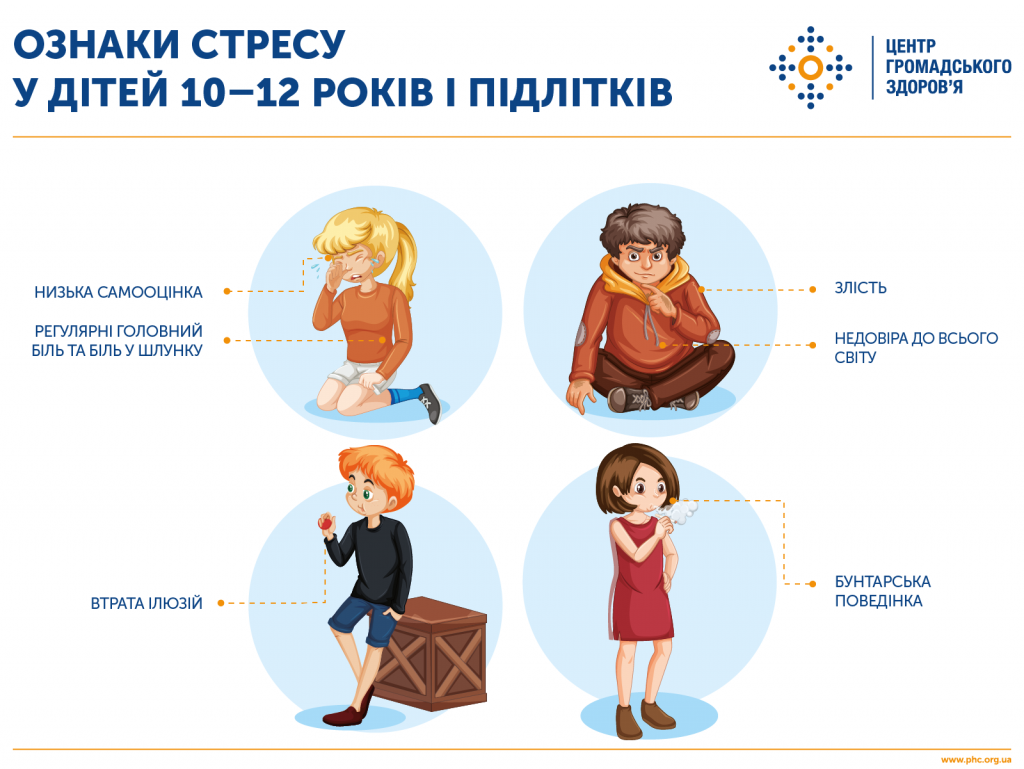 ОЗНАКИ СТРЕСУ
У ДІТЕЙ 10–12 РОКІВ І ПІДЛІТКІВ
ЦЕНТР
ГРОМАДСЬКОГО
ЗДОРОВ’Я
НИЗЬКА САМООЦІНКА
РЕГУЛЯРНІ ГОЛОВНИЙ
БІЛЬ ТА БІЛЬ У ШЛУНКУ
ЗЛІСТЬ
НЕДОВІРА ДО ВСЬОГО
СВІТУ
ВТРАТА ІЛЮЗІЙ
БУНТАРСЬКА
ПОВЕДІНКА
www.phc.org.ua